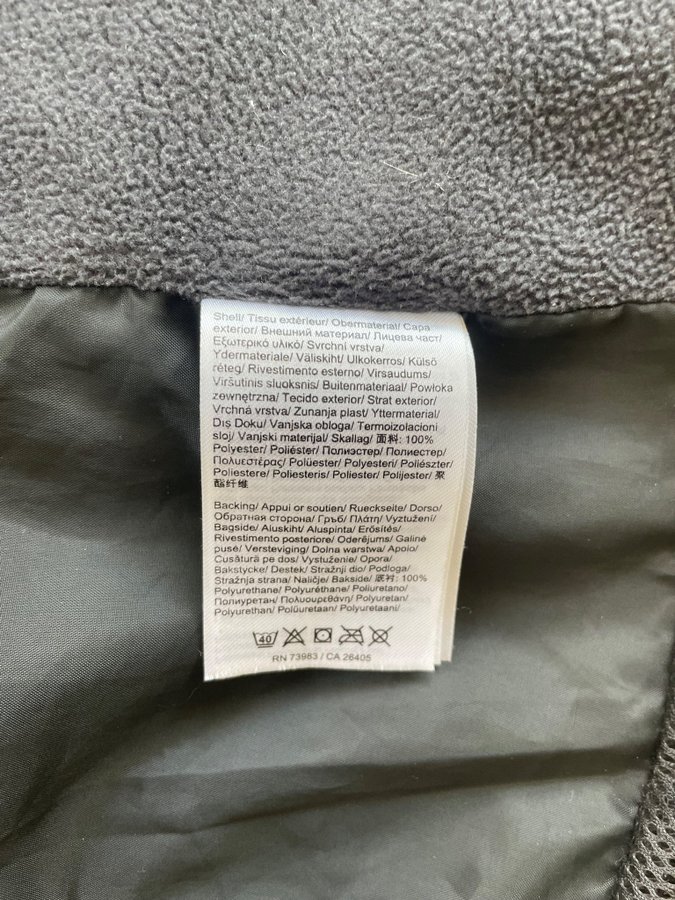 Shell/ Tissu extérieur/ Obermaterial/ Capa
exterior/ Внешний материал/ Лицева част/
Εξωτερικό υλικό/ Svrchní vrstva/
Ydermateriale/ Väliskiht/ Ulkokerros/ Külső
réteg/ Rivestimento esterno/ Virsaudums/
Viršutinis sluoksnis/ Buitenmateriaal/ Powłoka
zewnętrzna/ Tecido exterior/ Strat exterior/
Vrchná vrstva/ Zunanja plast/ Yttermaterial/
Dış Doku/ Vanjska obloga/ Termoizolacioni
sloj/ Vanjski materijal/ Skallag/ 面料: 100%
Polyester/ Poliéster/ Полиэстер/ Полиестер/
Πολυεστέρας/ Polüester/ Polyesteri/ Poliészter/
Poliestere/ Poliesteris/ Poliester/ Polijester/ 聚
酯纤维
Backing/ Appui or soutien/ Rueckseite/ Dorso/
Обратная сторона/ Гръб/ Πλάτη/ Vyztužení/
Bagside/ Aluskiht/ Aluspinta/ Erősítés/
Rivestimento posteriore/ Oderējums/ Galinė
pusė/ Versteviging/ Dolna warstwa/ Apoio/
Cusătură pe dos/ Vystuženie/ Opora/
Bakstycke/ Destek/ Stražnji dio/ Podloga/
Stražnja strana/ Naličje/ Bakside/ 底衬: 100%
Polyurethane/ Polyuréthane/ Poliuretano/
Полиуретан/ Πολυουρεθάνη/ Polyuretan/
Polyurethan/ Polüuretaan/ Polyuretaani/
40
RN 73983 / CA 26405